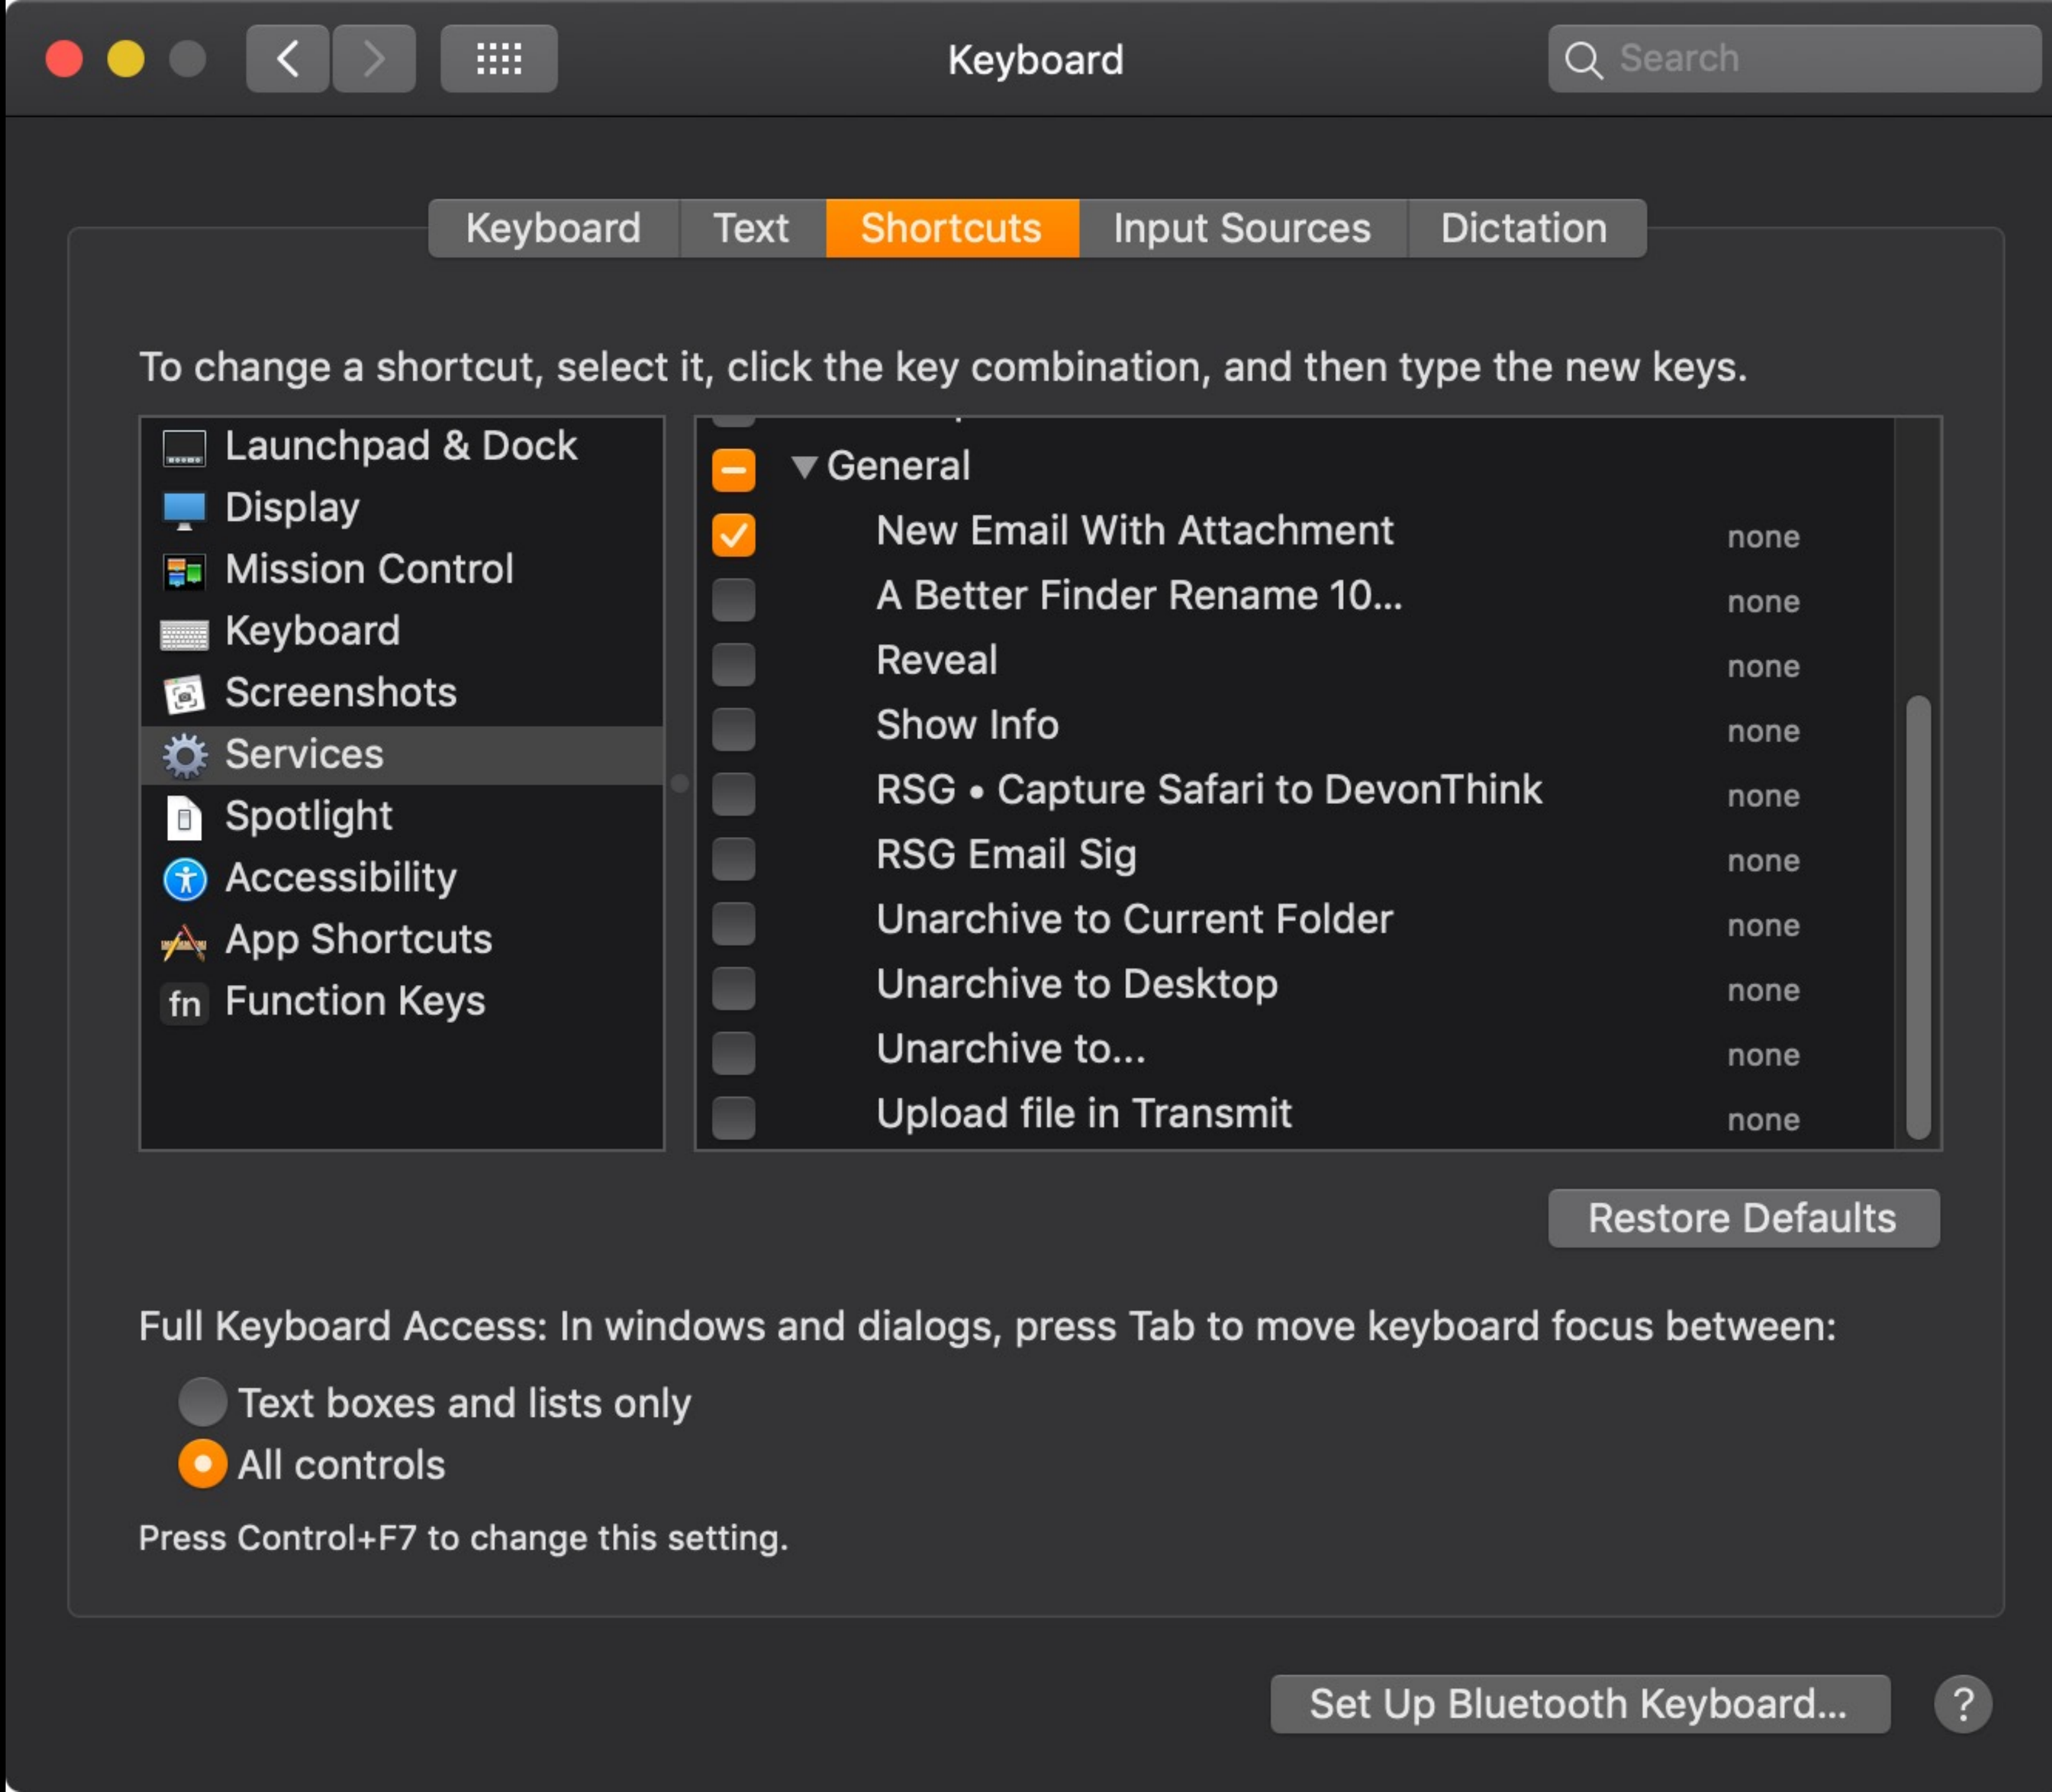 Keyboard
Search
Keyboard Text Shortcuts Input Sources Dictation
To change a shortcut, select it, click the key combination, and then type the new keys.
Launchpad & Dock
Display
Mission Control
Keyboard
Screenshots
Services
Spotlight
Accessibility
App Shortcuts
fn Function Keys
General
New Email With Attachment none
A Better Finder Rename 10... none
Reveal none
Show Info none
RSG • Capture Safari to DevonThink none
RSG Email Sig none
Unarchive to Current Folder none
Unarchive to Desktop none
Unarchive to... none
Upload file in Transmit none
Restore Defaults
Full Keyboard Access: In windows and dialogs, press Tab to move keyboard focus between:
Text boxes and lists only
All controls
Press Control+F7 to change this setting.
Set Up Bluetooth Keyboard... ?